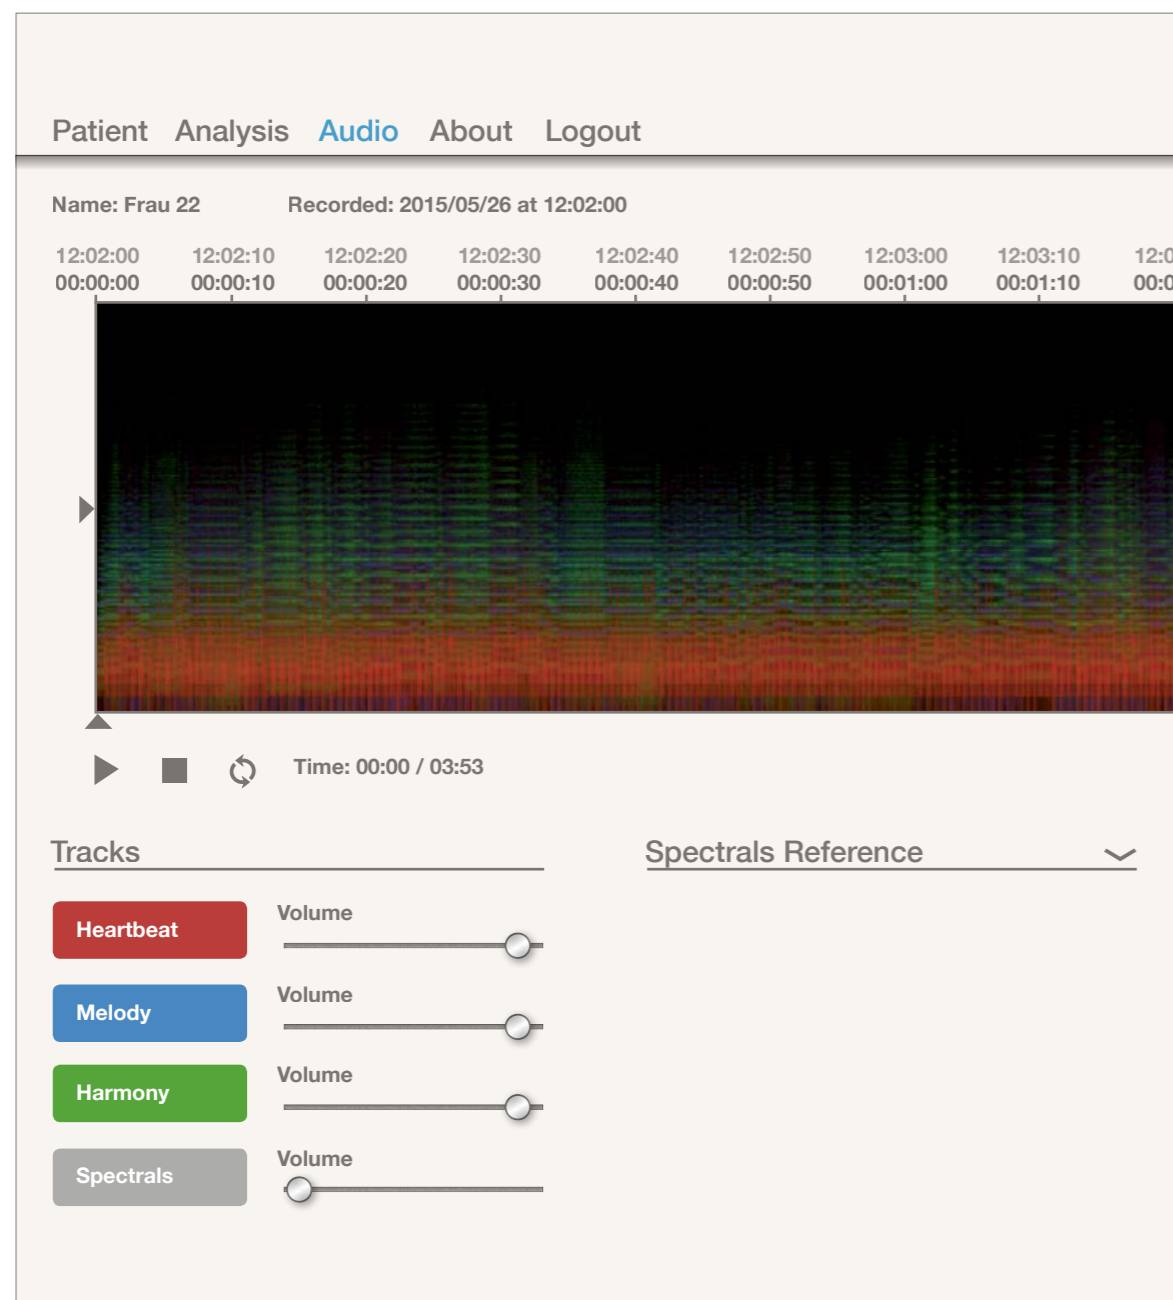 Patient Analysis Audio About Logout
Name: Frau 22 Recorded: 2015/05/26 at 12:02:00
12:02:00 12:02:10 12:02:20 12:02:30 12:02:40 12:02:50 12:03:00 12:03:10 12:0
00:00:00 00:00:10 00:00:20 00:00:30 00:00:40 00:00:50 00:01:00 00:01:10 00:0
Time: 00:00 / 03:53
Tracks
Spectrals Reference
Heartbeat Volume
Melody Volume
Harmony Volume
Spectrals Volume